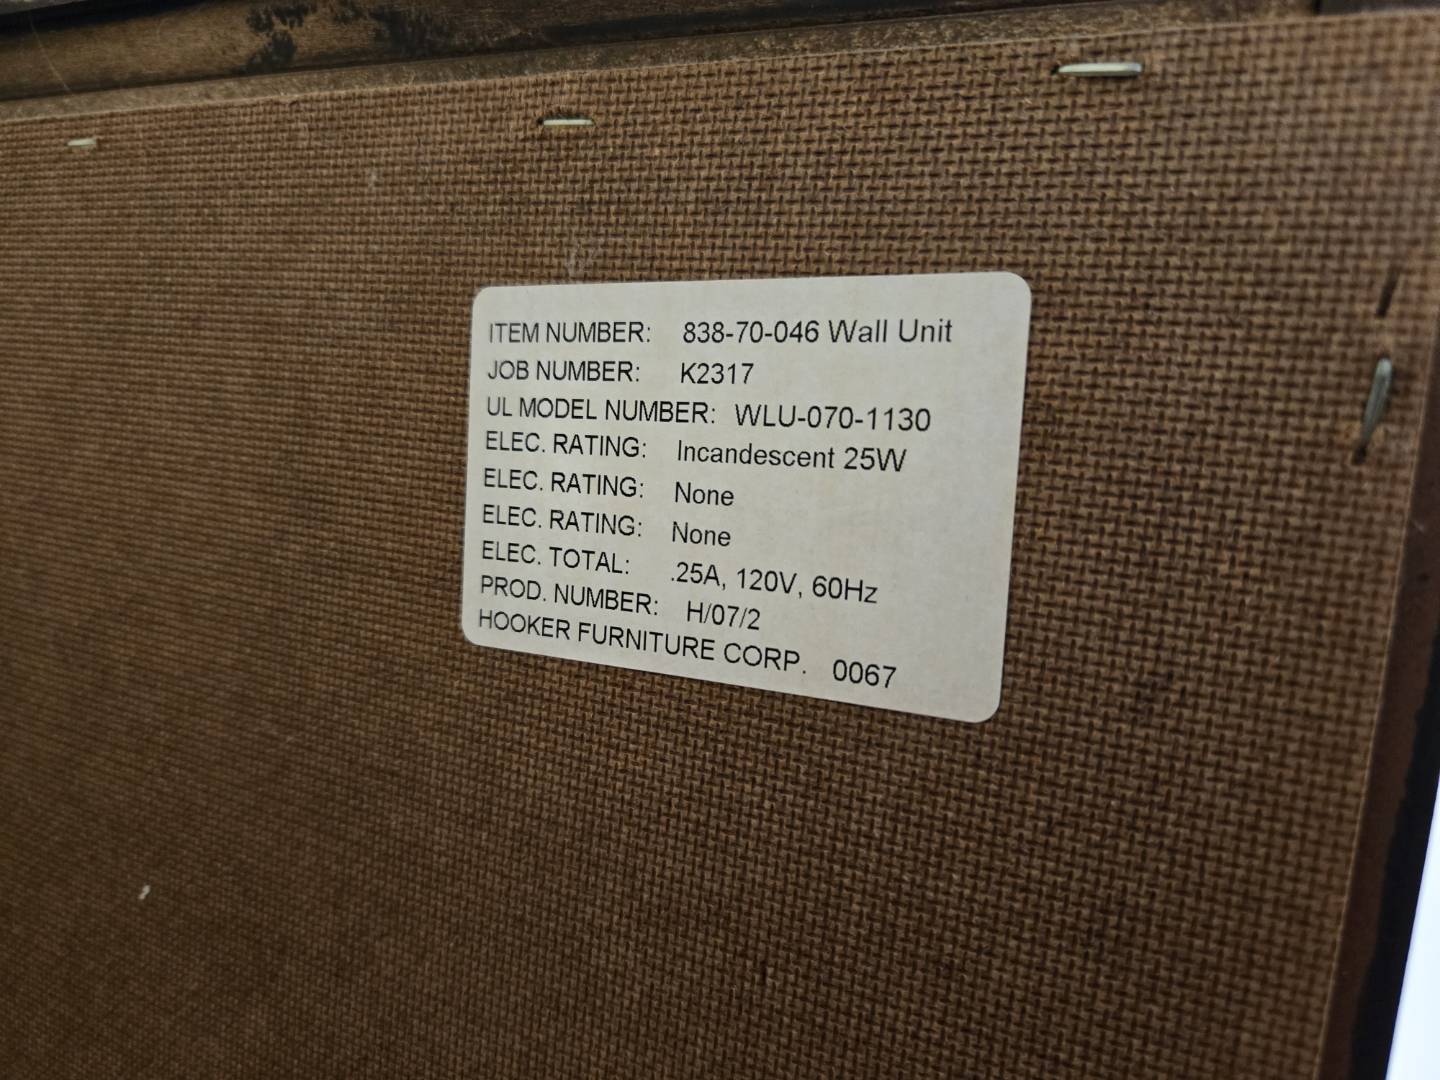 ITEM NUMBER: 838-70-046 Wall Unit
JOB NUMBER: K2317
UL MODEL NUMBER: WLU-070-1130
ELEC. RATING: Incandescent 25W
ELEC. RATING: None
ELEC. RATING: None
ELEC. TOTAL: .25A, 120V, 60Hz
PROD. NUMBER: H/07/2
HOOKER FURNITURE CORP. 0067